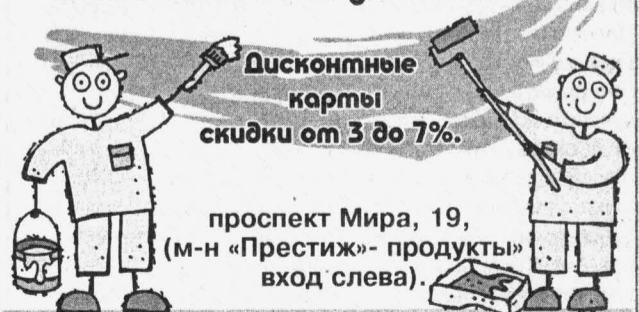 Дисконтные
карты
скидки от 3 до 7%.
проспект Мира, 19,
(м-н «Престиж»- продукты»
вход слева).